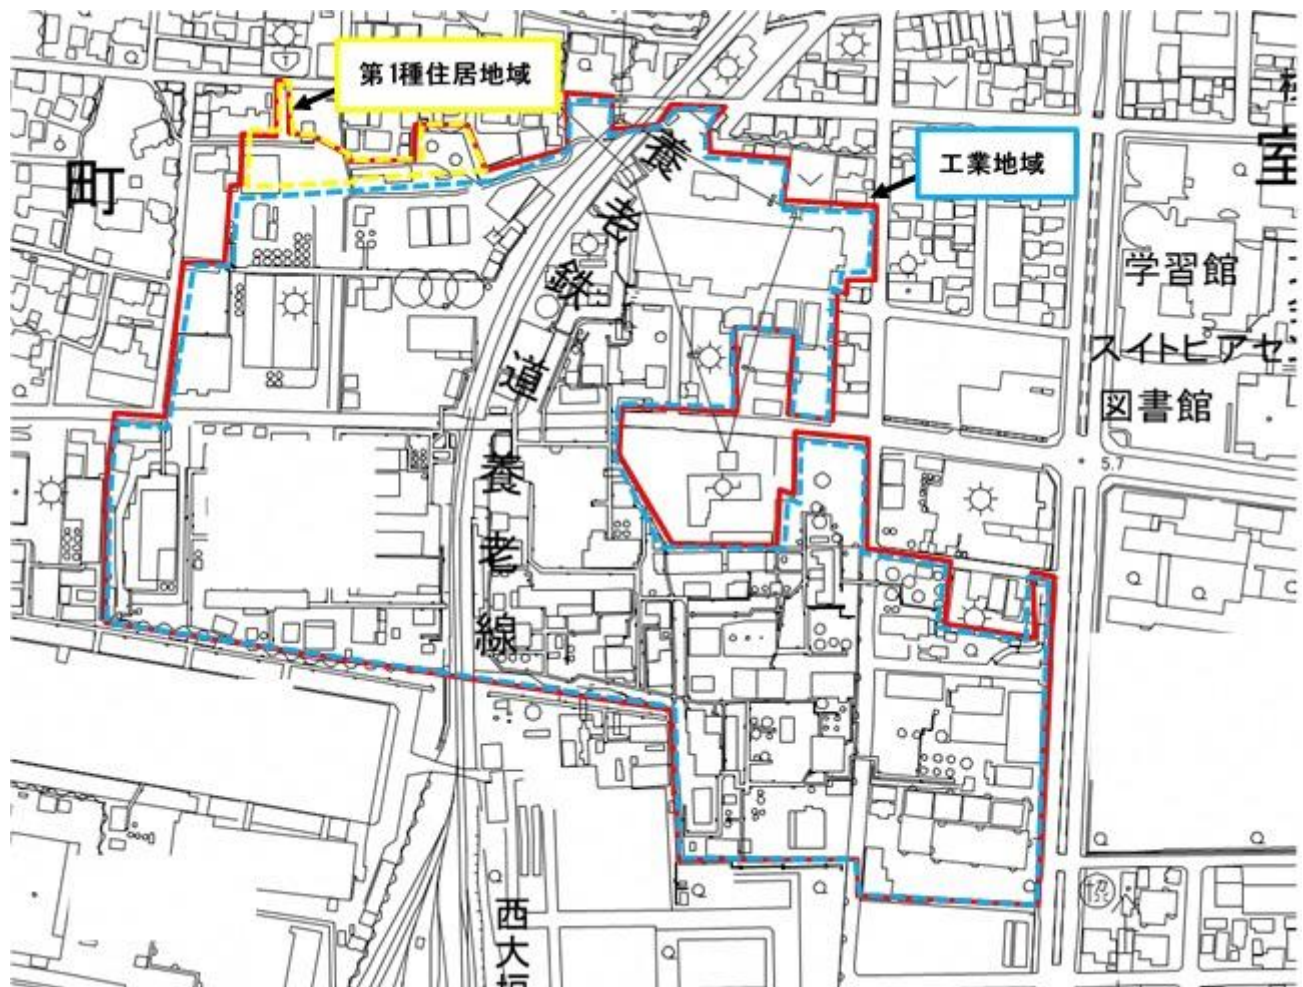 第1種住居地域
工業地域
町
室
養老鉄道
学習館
スイトピアセ
図書館
5.7
養老線
西大垣